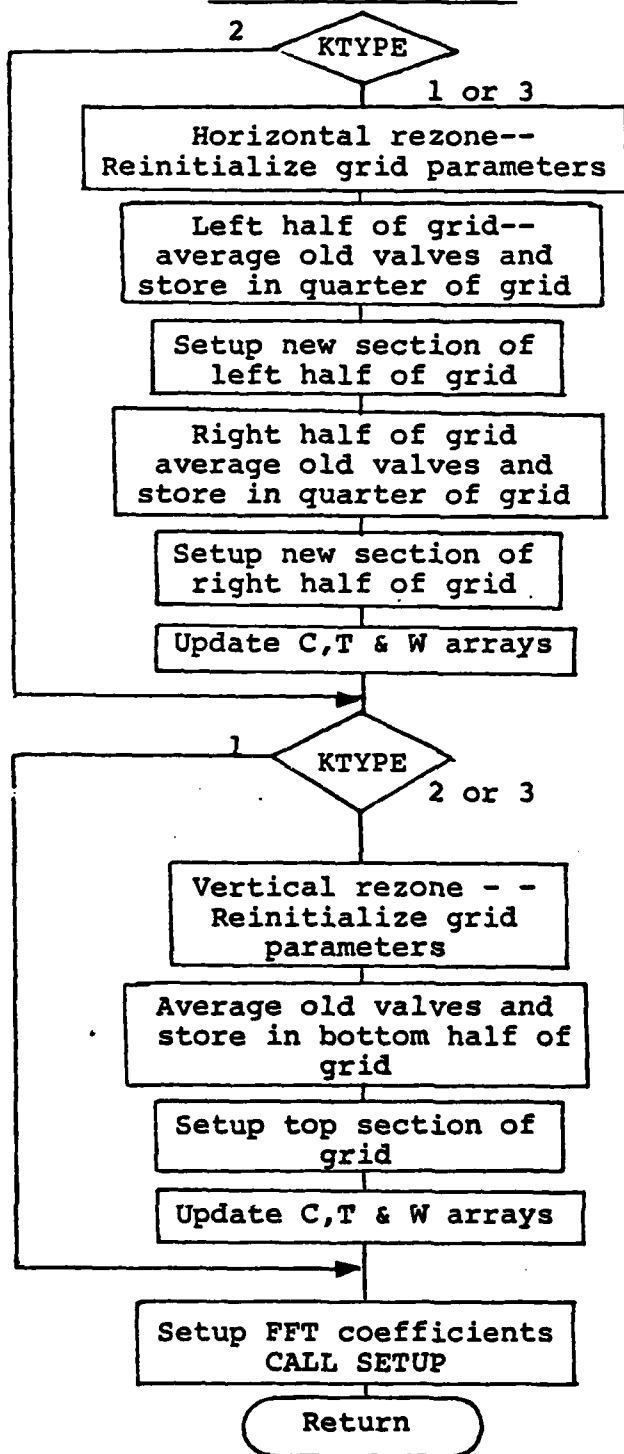 2
KTYPE
1 or 3
Horizontal rezone--
Reinitialize grid parameters
Left half of grid--
average old valves and
store in quarter of grid
Setup new section of
left half of grid
Right half of grid
average old valves and
store in quarter of grid
Setup new section of
right half of grid
Update C,T & W arrays
1
KTYPE
2 or 3
Vertical rezone - -
Reinitialize grid
parameters
Average old valves and
store in bottom half of
grid
Setup top section of
grid
Update C,T & W arrays
Setup FFT coefficients
CALL SETUP
Return